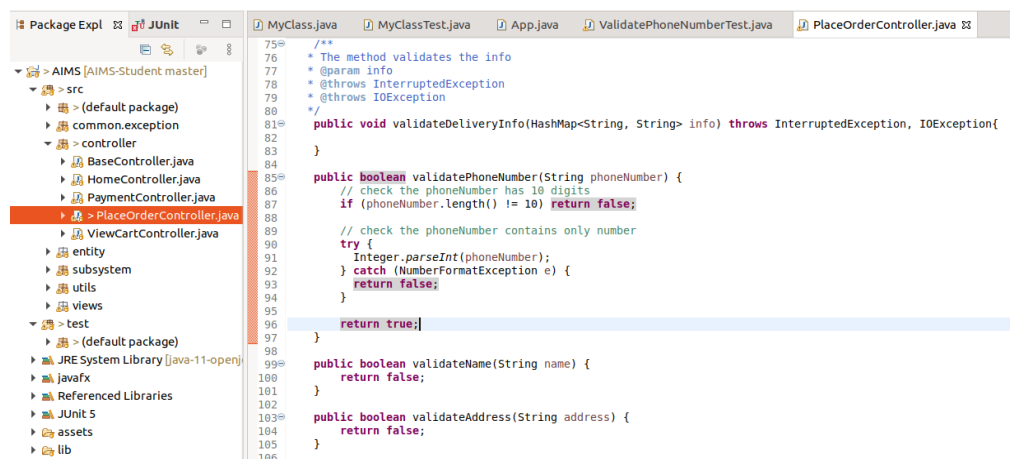 Package Expl JUnit
MyClass.java MyClassTest.java App.java ValidatePhoneNumberTest.java PlaceOrderController.java
> AIMS [AIMS-Student master]
> src
> (default package)
common.exception
> controller
BaseController.java
HomeController.java
PaymentController.java
> PlaceOrderController.java
ViewCartController.java
entity
subsystem
utils
views
> test
> (default package)
JRE System Library [java-11-openj
javafx
Referenced Libraries
JUnit 5
assets
lib
75 /**
76 * The method validates the info
77 * @param info
78 * @throws InterruptedException
79 * @throws IOException
80 */
81 public void validateDeliveryInfo(HashMap<String, String> info) throws InterruptedException, IOException{
82
83 }
84
85 public boolean validatePhoneNumber(String phoneNumber) {
86 // check the phoneNumber has 10 digits
87 if (phoneNumber.length() != 10) return false;
88
89 // check the phoneNumber contains only number
90 try {
91 Integer.parseInt(phoneNumber);
92 } catch (NumberFormatException e) {
93 return false;
94 }
95
96 return true;
97 }
98
99 public boolean validateName(String name) {
100 return false;
101 }
102
103 public boolean validateAddress(String address) {
104 return false;
105 }
106